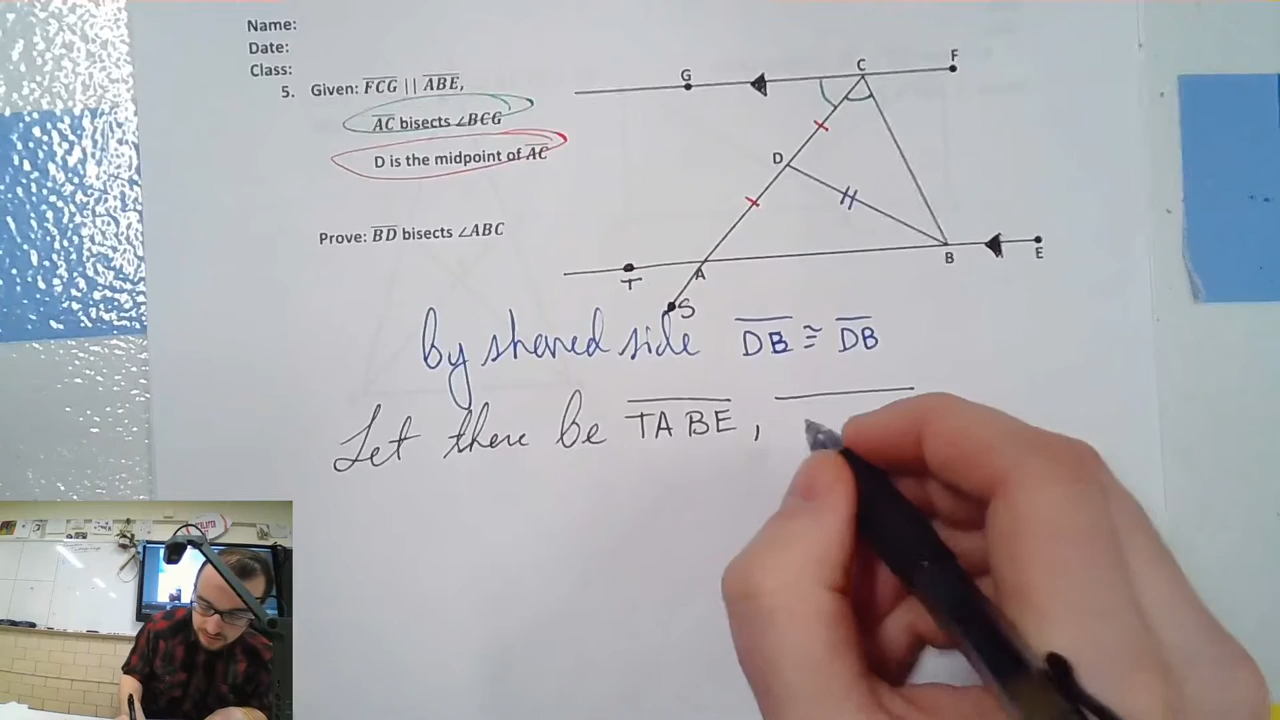 Name:
Date:
Class:
5. Given: FCG || ABE,
AC bisects ∠BCG
D is the midpoint of AC
Prove: BD bisects ∠ABC
G
C
F
D
A
B
E
T
S
by shared side DB ≅ DB
Let there be TABE,